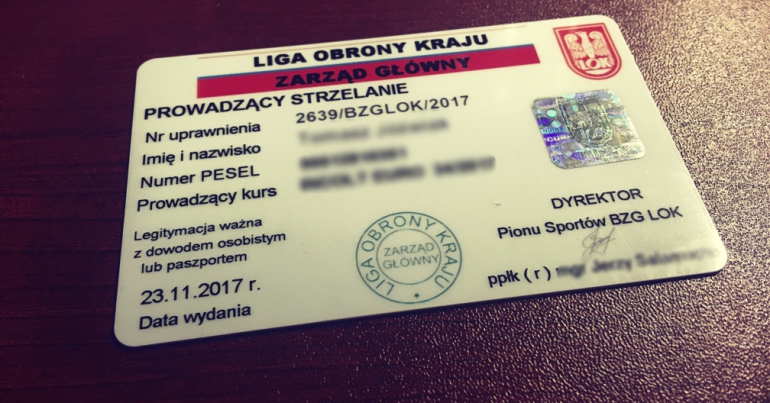 LIGA OBRONY KRAJU
ZARZĄD GŁÓWNY
LOK
PROWADZĄCY STRZELANIE
Nr uprawnienia 2639/BZGLOK/2017
Imię i nazwisko
Numer PESEL
Prowadzący kurs
Legitymacja ważna
z dowodem osobistym
lub paszportem
23.11.2017 r.
Data wydania
LIGA OBRONY KRAJU
ZARZĄD
GŁÓWNY
DYREKTOR
Pionu Sportów BZG LOK
ppłk ( r ) mgr Jerzy